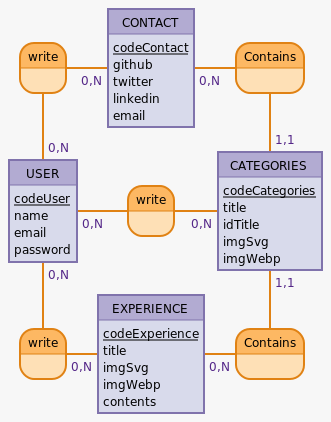 CONTACT
codeContact
github
twitter
linkedin
email
write
Contains
0,N
0,N
0,N
1,1
USER
codeUser
name
email
password
write
CATEGORIES
codeCategories
title
idTitle
imgSvg
imgWebp
0,N
0,N
0,N
1,1
EXPERIENCE
codeExperience
title
imgSvg
imgWebp
contents
write
Contains
0,N
0,N